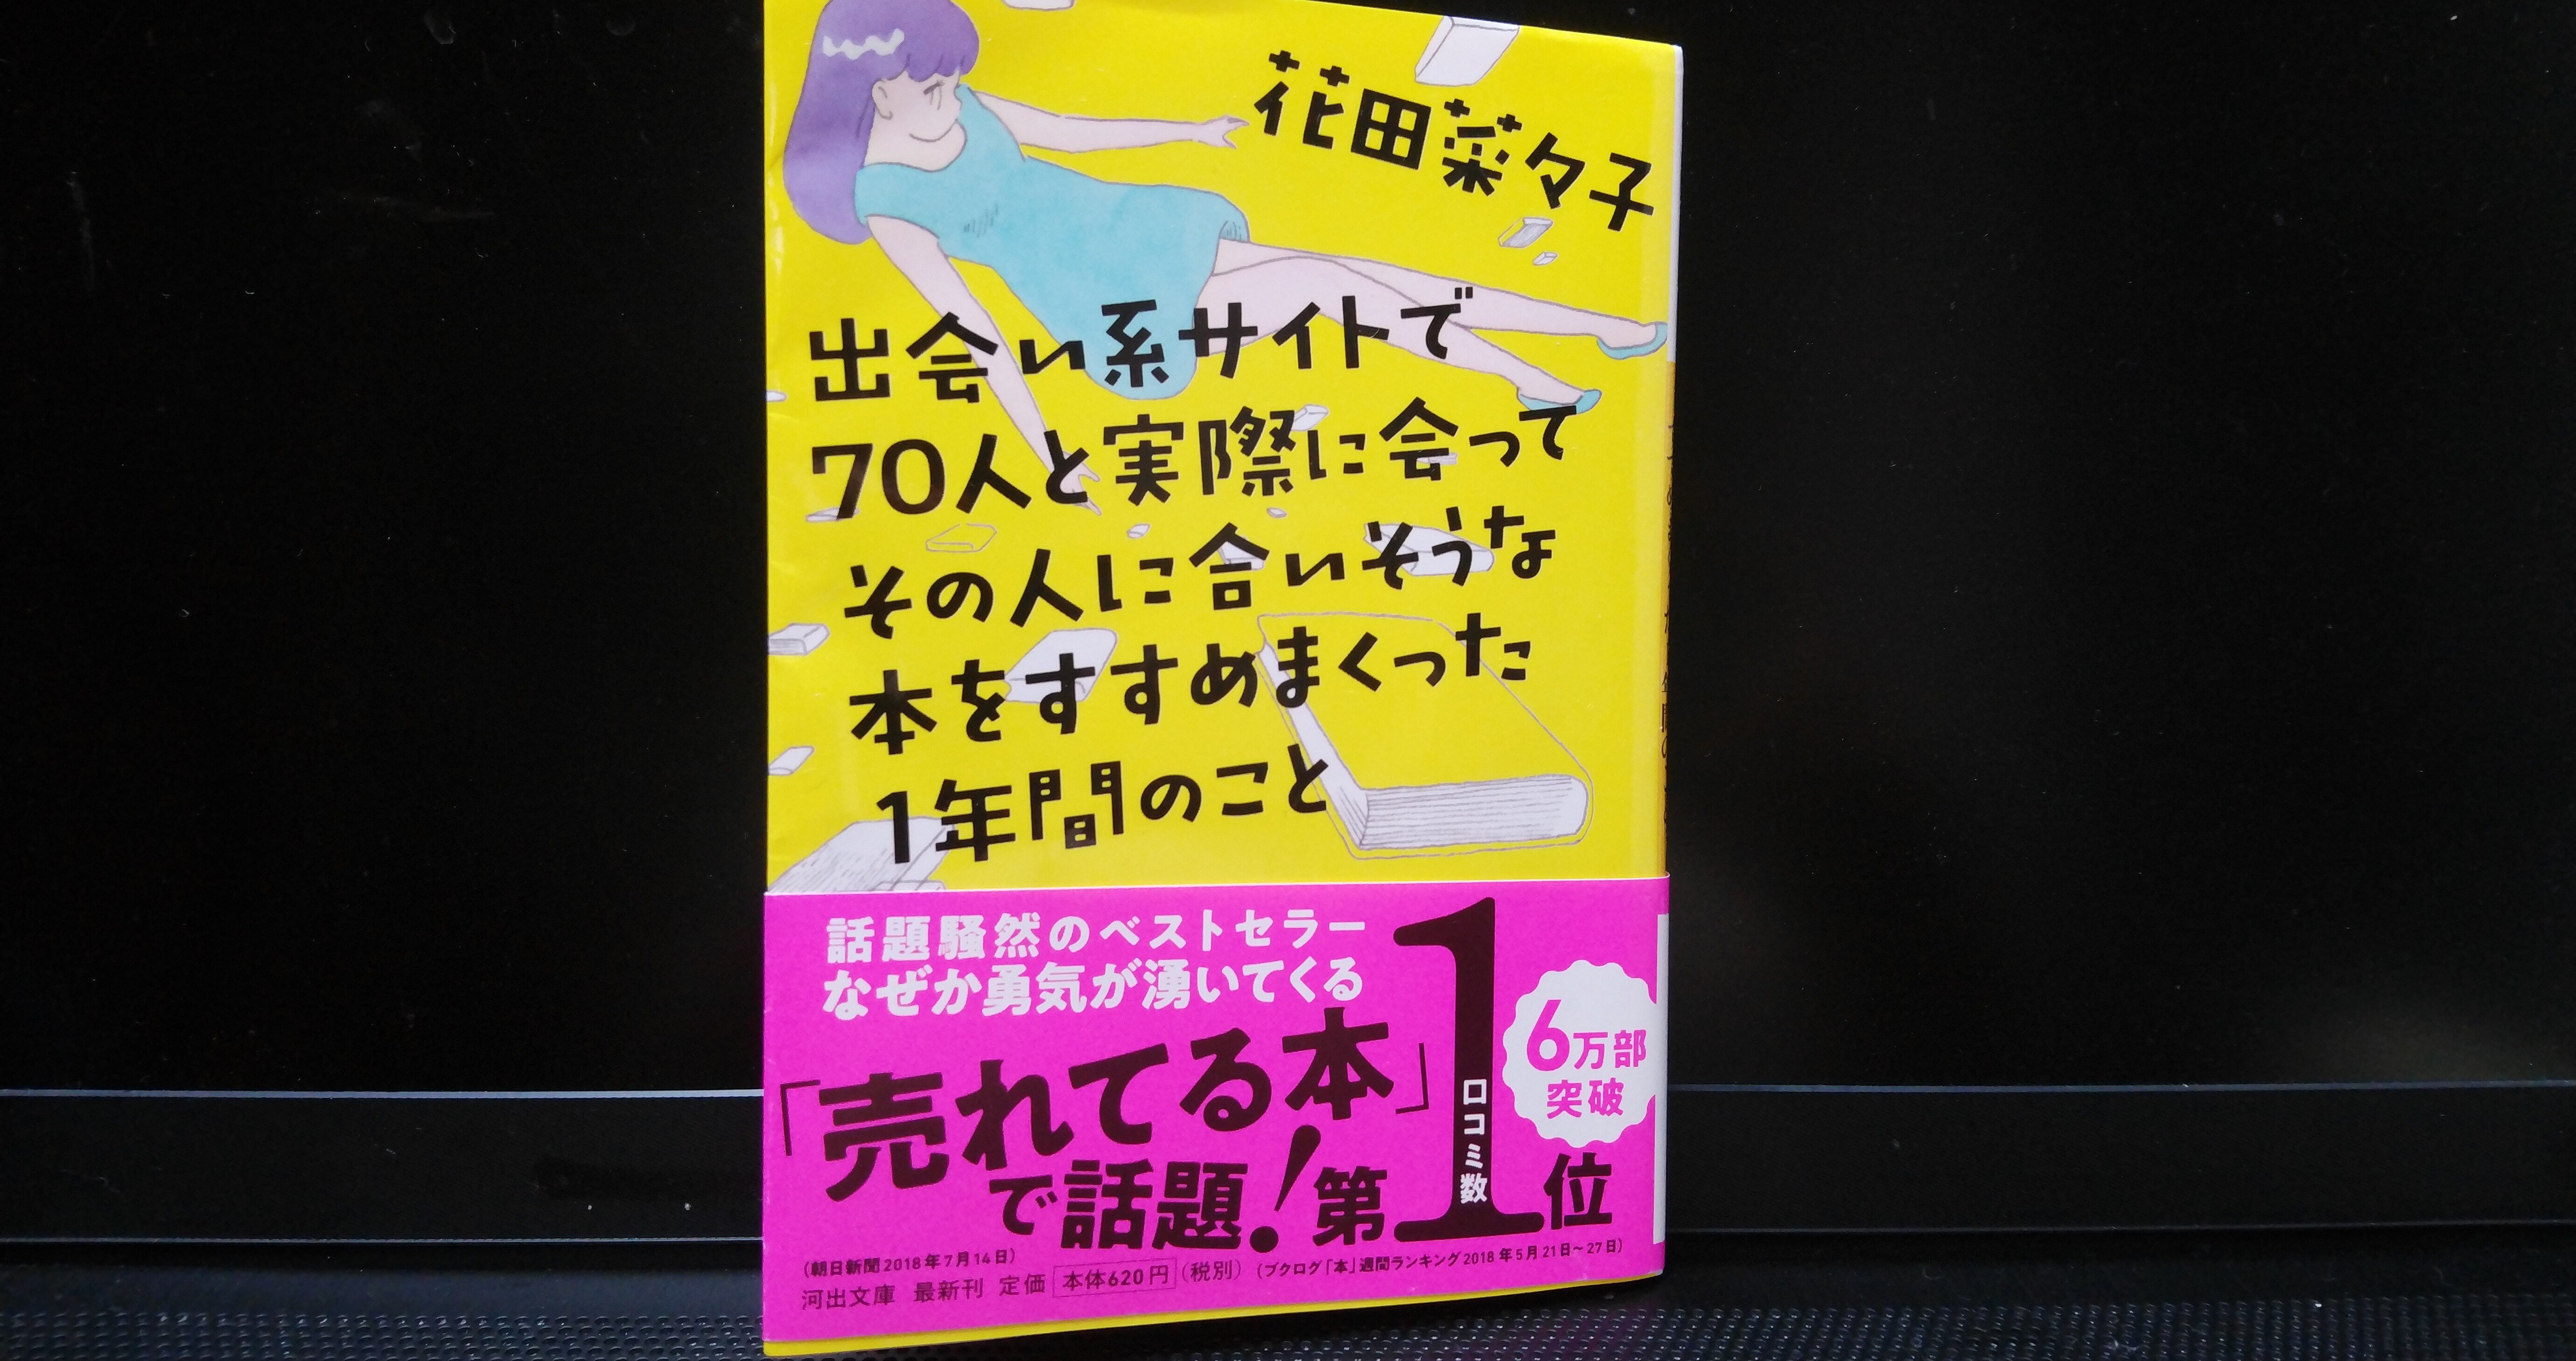 花田菜々子
出会い系サイトで
70人と実際に会って
その人に合いそうな
本をすすめまくった
1年間のこと
話題騒然のベストセラー
なぜか勇気が湧いてくる
「売れてる本」
で話題!
口コミ数
第1位
6万部
突破
(朝日新聞2018年7月14日)
(ブクログ「本」週間ランキング2018年5月21日〜27日)
河出文庫 最新刊 定価 本体620円(税別)